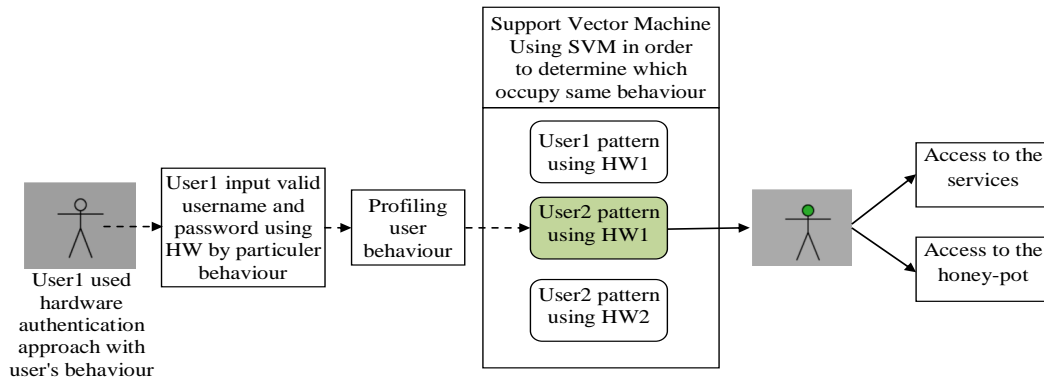 User1 used
hardware
authentication
approach with
user's behaviour
User1 input valid
username and
password using
HW by particuler
behaviour
Profiling
user
behaviour
Support Vector Machine
Using SVM in order
to determine which
occupy same behaviour
User1 pattern
using HW1
User2 pattern
using HW1
User2 pattern
using HW2
Access to the
services
Access to the
honey-pot